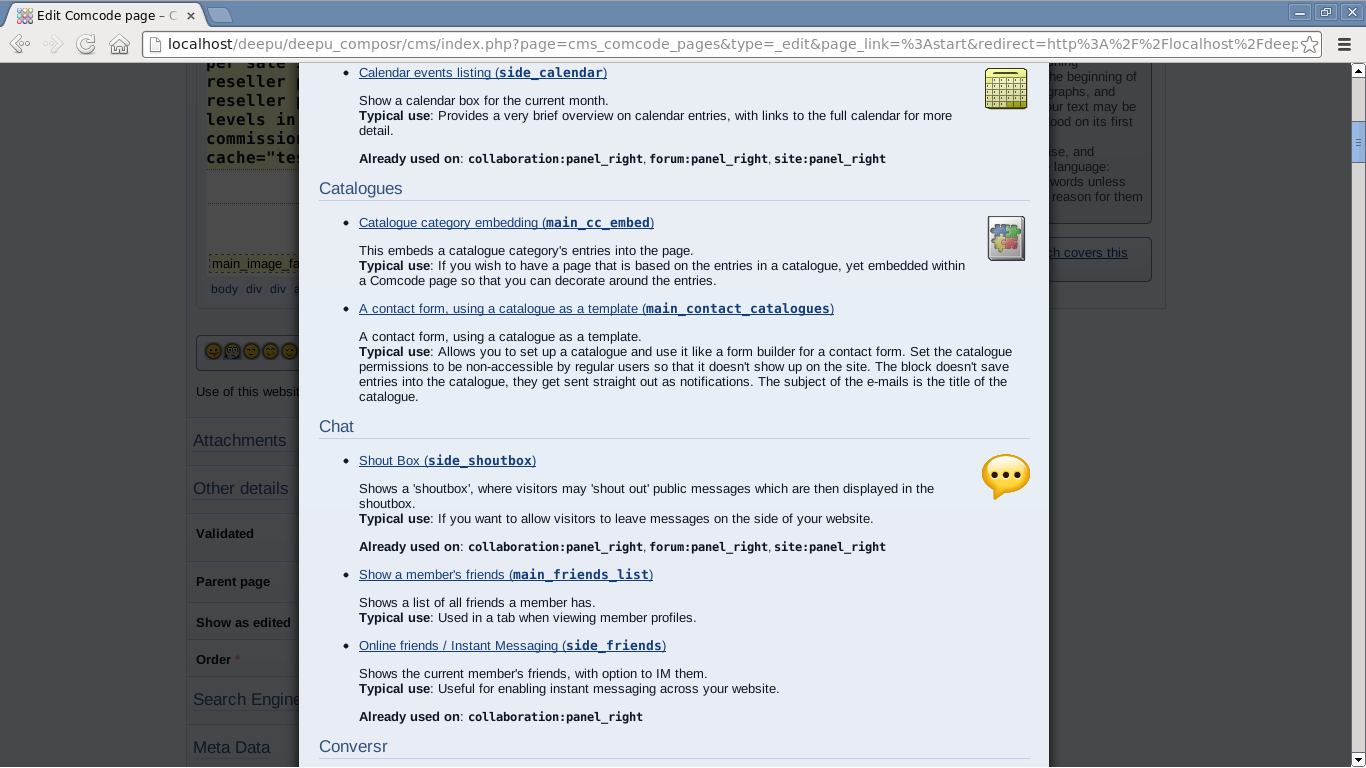 Edit Comcode page – C
localhost/deepu/deepu_composr/cms/index.php?page=cms_comcode_pages&type=_edit&page_link=%3Astart&redirect=http%3A%2F%2Flocalhost%2Fdeep
per sale
reseller
reseller
levels in
commissio
cache="te
main_image_fa
body div div
Use of this websit
Attachments
Other details
Validated
Parent page
Show as edited
Order *
Search Engine
Meta Data
Calendar events listing (side_calendar)
Show a calendar box for the current month.
Typical use: Provides a very brief overview on calendar entries, with links to the full calendar for more
detail.
Already used on: collaboration:panel_right, forum:panel_right, site:panel_right
Catalogues
Catalogue category embedding (main_cc_embed)
This embeds a catalogue category's entries into the page.
Typical use: If you wish to have a page that is based on the entries in a catalogue, yet embedded within
a Comcode page so that you can decorate around the entries.
A contact form, using a catalogue as a template (main_contact_catalogues)
A contact form, using a catalogue as a template.
Typical use: Allows you to set up a catalogue and use it like a form builder for a contact form. Set the catalogue
permissions to be non-accessible by regular users so that it doesn't show up on the site. The block doesn't save
entries into the catalogue, they get sent straight out as notifications. The subject of the e-mails is the title of the
catalogue.
Chat
Shout Box (side_shoutbox)
Shows a 'shoutbox', where visitors may 'shout out' public messages which are then displayed in the
shoutbox.
Typical use: If you want to allow visitors to leave messages on the side of your website.
Already used on: collaboration:panel_right, forum:panel_right, site:panel_right
Show a member's friends (main_friends_list)
Shows a list of all friends a member has.
Typical use: Used in a tab when viewing member profiles.
Online friends / Instant Messaging (side_friends)
Shows the current member's friends, with option to IM them.
Typical use: Useful for enabling instant messaging across your website.
Already used on: collaboration:panel_right
Conversr
the beginning of
graphs, and
our text may be
ood on its first
se, and
language:
words unless
reason for them
ch covers this